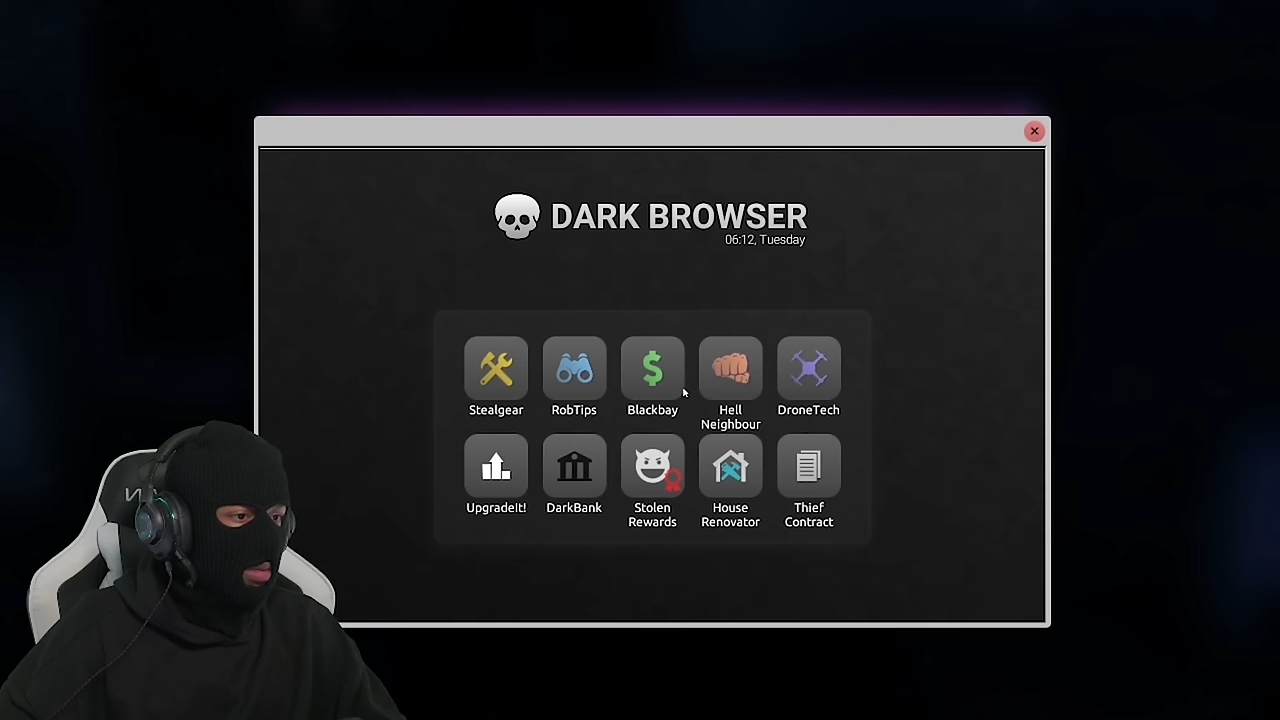 DARK BROWSER
06:12, Tuesday
Stealgear
RobTips
Blackbay
Hell
Neighbour
DroneTech
UpgradeIt!
DarkBank
Stolen
Rewards
House
Renovator
Thief
Contract